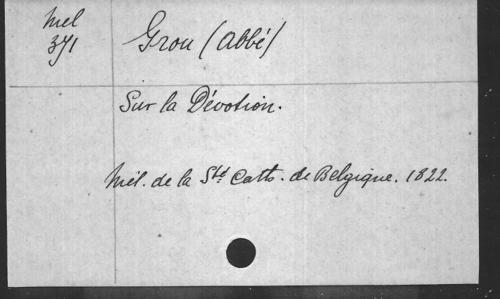 Mel
371
Grou (abbé)
Sur la Dévotion.
Mél. de la Sté Cath. de Belgique. 1822.